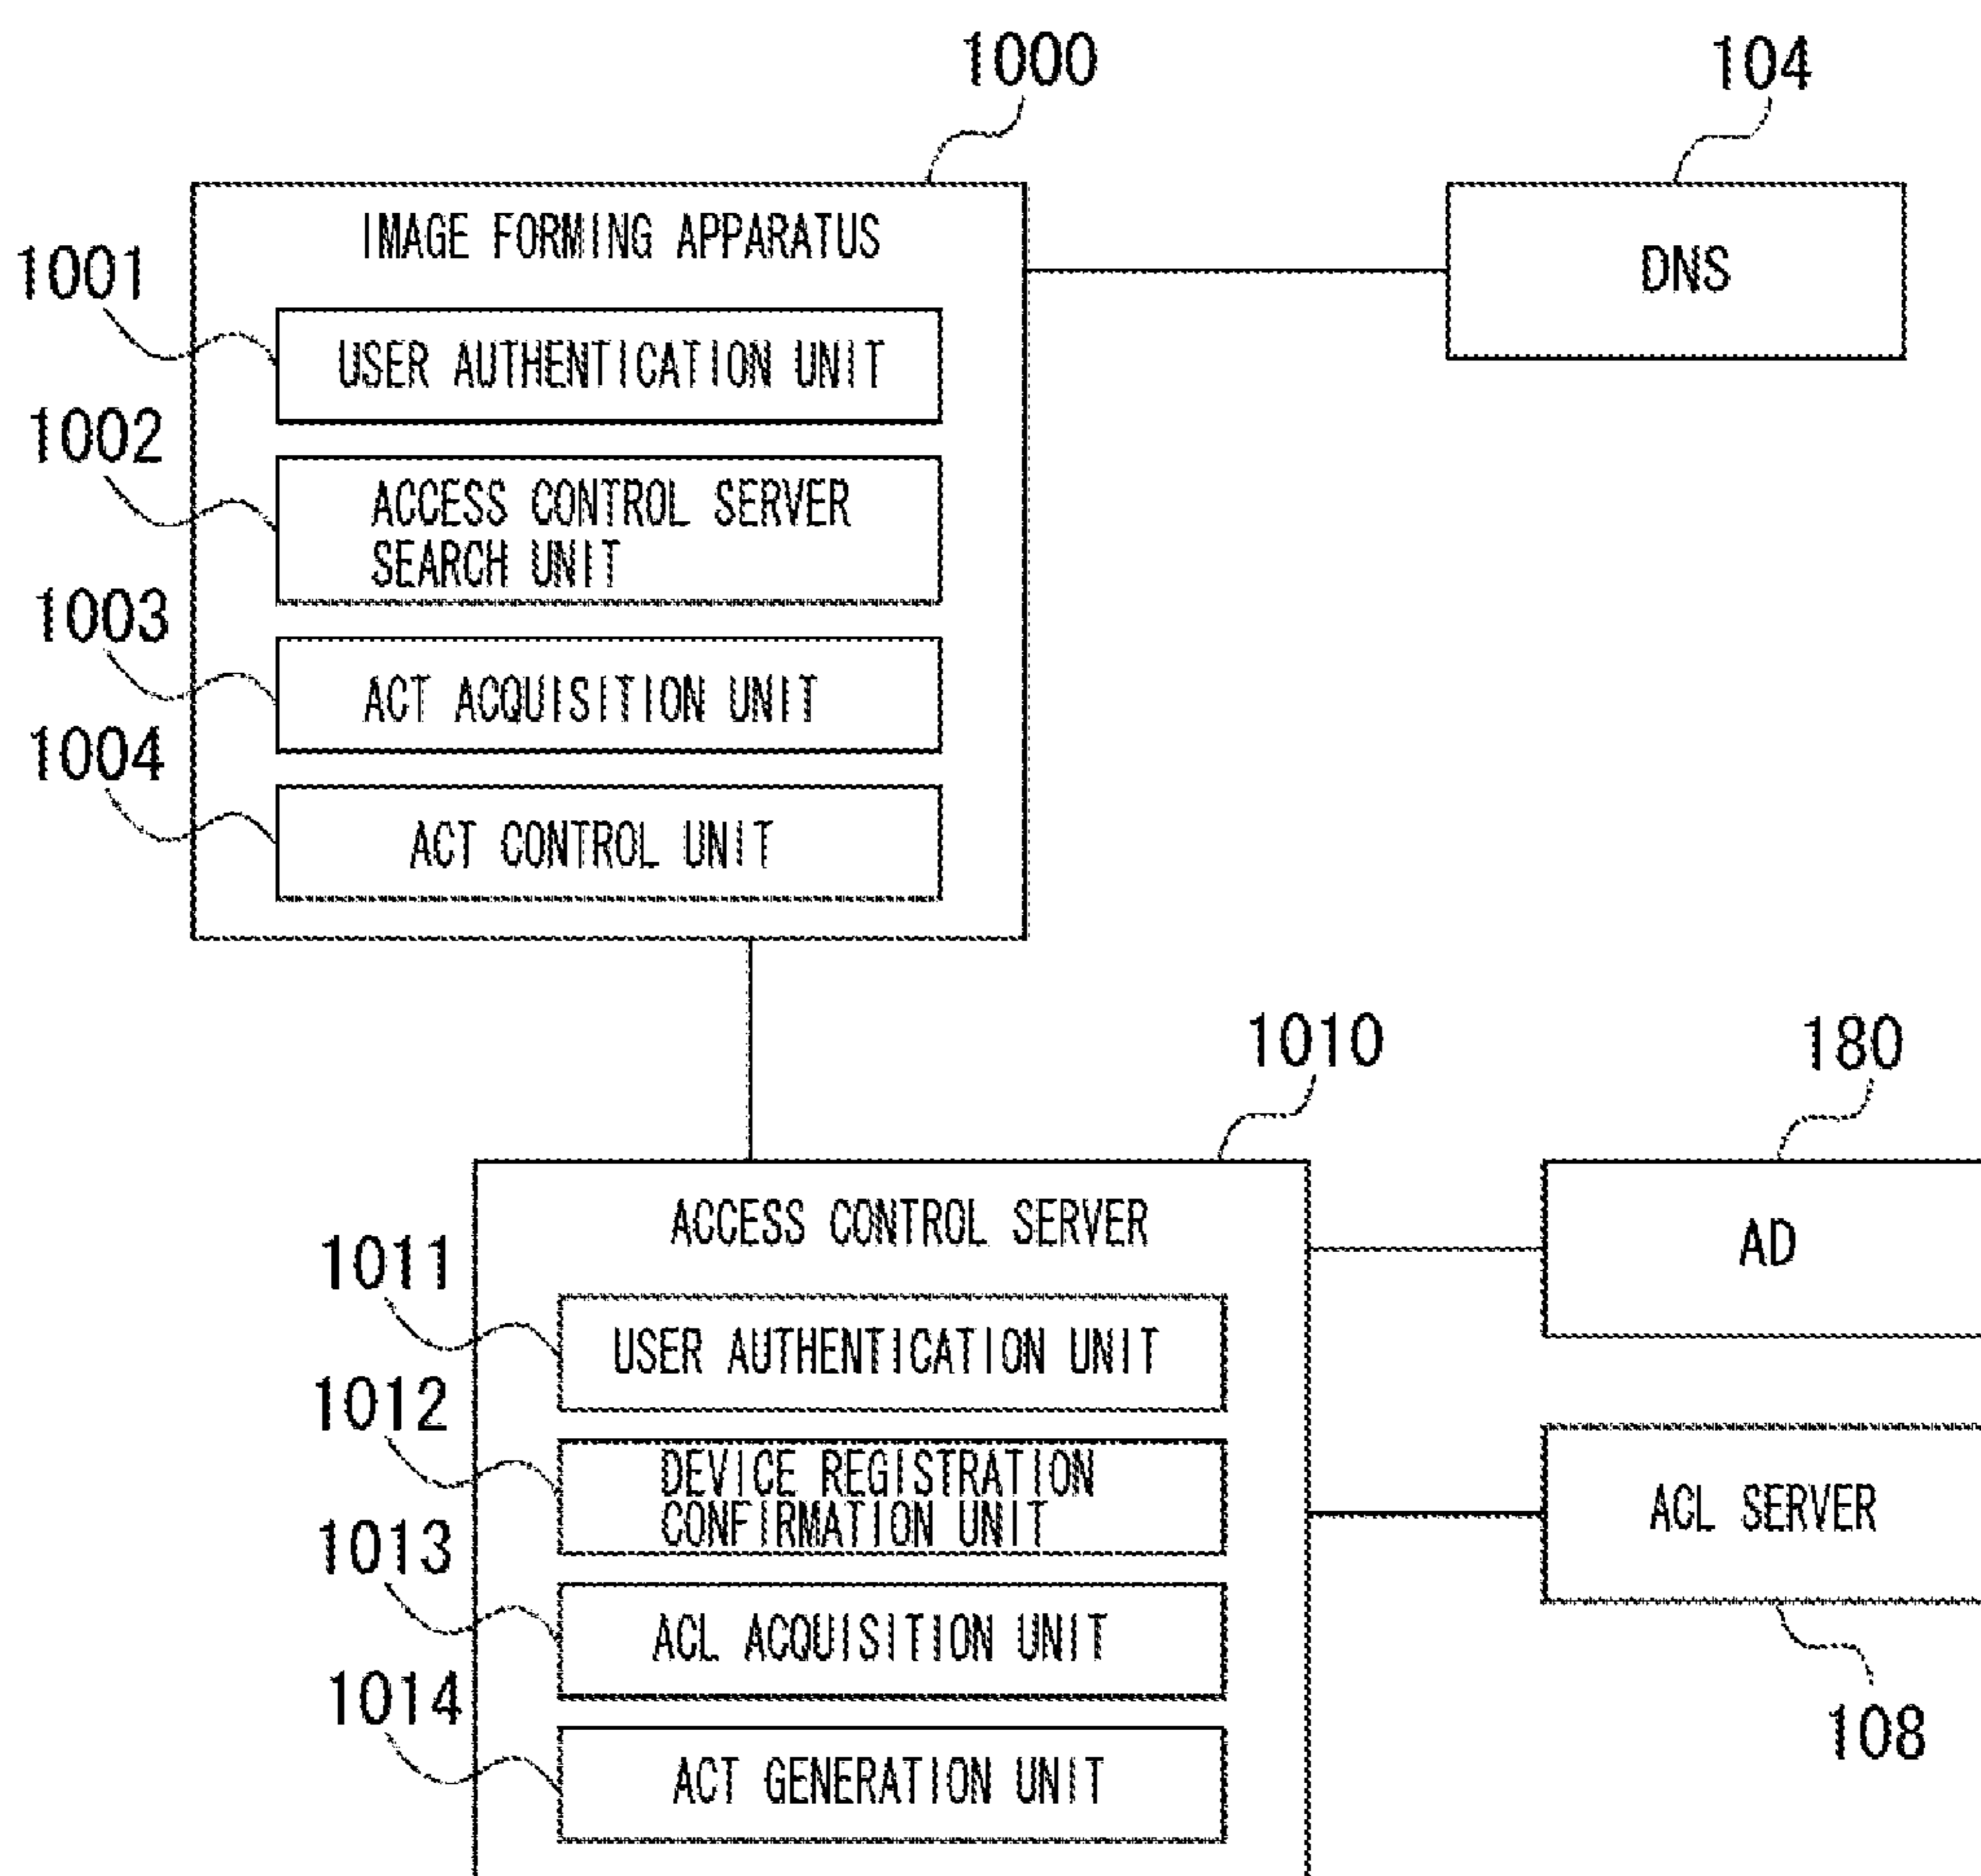 1000
104
IMAGE FORMING APPARATUS
DNS
1001
USER AUTHENTICATION UNIT
1002
ACCESS CONTROL SERVER
SEARCH UNIT
1003
ACT ACQUISITION UNIT
1004
ACT CONTROL UNIT
1010
180
ACCESS CONTROL SERVER
AD
1011
USER AUTHENTICATION UNIT
1012
DEVICE REGISTRATION
CONFIRMATION UNIT
ACL SERVER
1013
ACL ACQUISITION UNIT
1014
ACT GENERATION UNIT
108